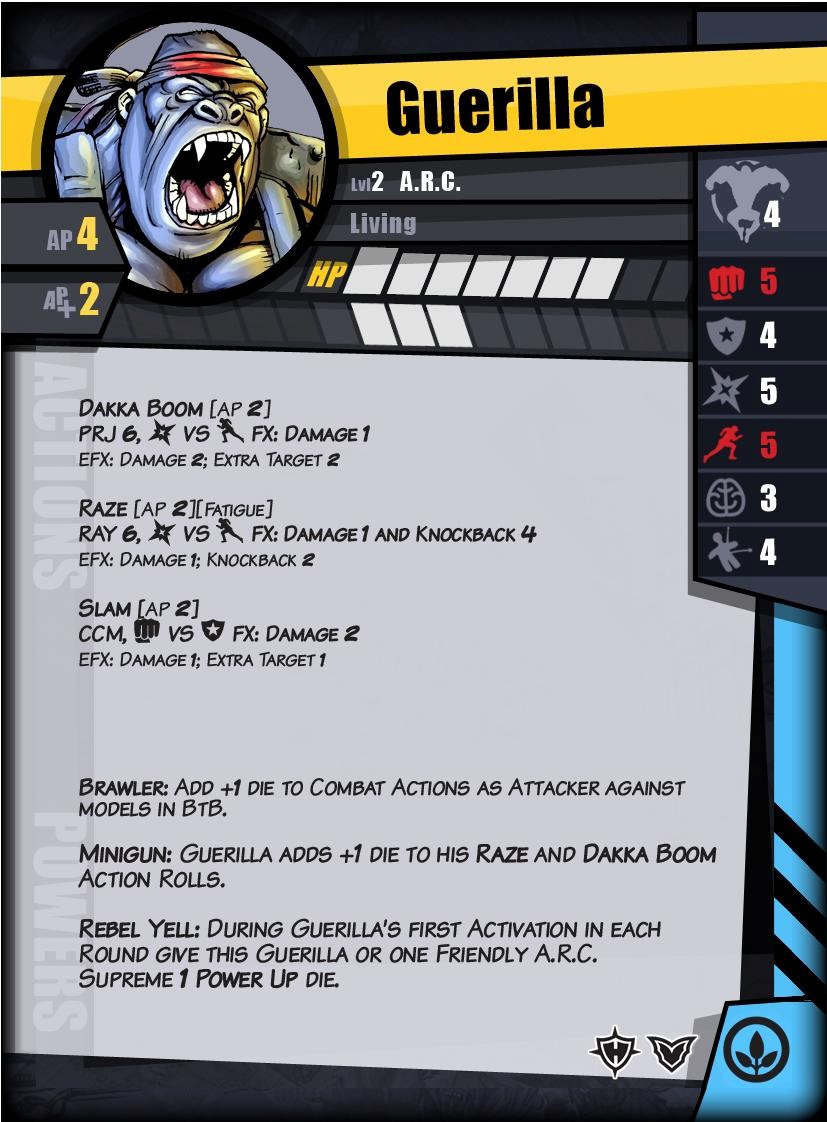 Guerilla
Lvl2 A.R.C.
Living
AP 4
AP+ 2
HP
4
5
4
5
5
3
4
ACTIONS
DAKKA BOOM [AP 2]
PRJ 6, VS FX: DAMAGE 1
EFX: DAMAGE 2; EXTRA TARGET 2
RAZE [AP 2][FATIGUE]
RAY 6, VS FX: DAMAGE 1 AND KNOCKBACK 4
EFX: DAMAGE 1; KNOCKBACK 2
SLAM [AP 2]
CCM, VS FX: DAMAGE 2
EFX: DAMAGE 1; EXTRA TARGET 1
POWERS
BRAWLER: ADD +1 DIE TO COMBAT ACTIONS AS ATTACKER AGAINST
MODELS IN BTB.
MINIGUN: GUERILLA ADDS +1 DIE TO HIS RAZE AND DAKKA BOOM
ACTION ROLLS.
REBEL YELL: DURING GUERILLA'S FIRST ACTIVATION IN EACH
ROUND GIVE THIS GUERILLA OR ONE FRIENDLY A.R.C.
SUPREME 1 POWER UP DIE.
H